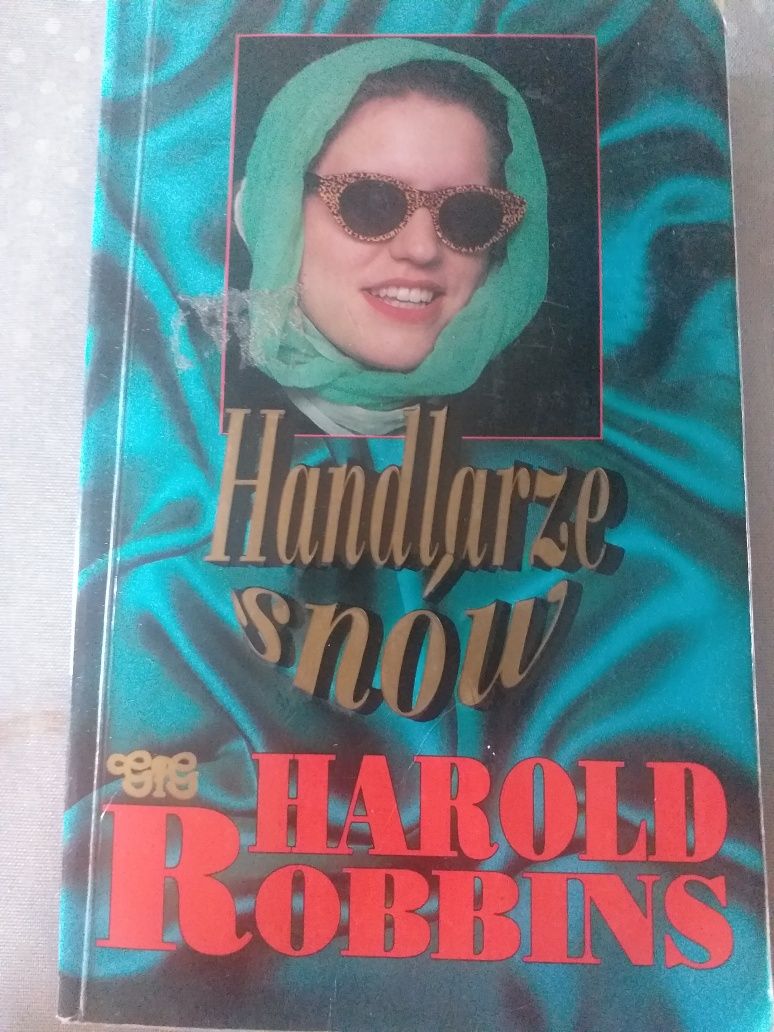 Handlarze
snów
HAROLD
ROBBINS